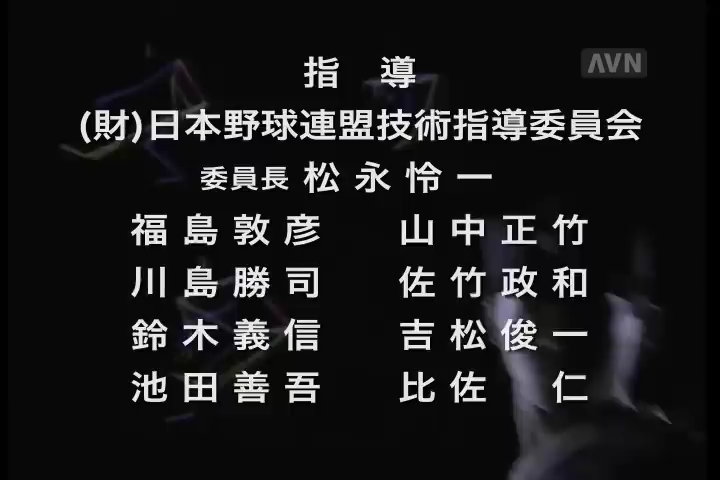 指　導
AVN
(財)日本野球連盟技術指導委員会
委員長 松永怜一
福島敦彦　山中正竹
川島勝司　佐竹政和
鈴木義信　吉松俊一
池田善吾　比佐　仁